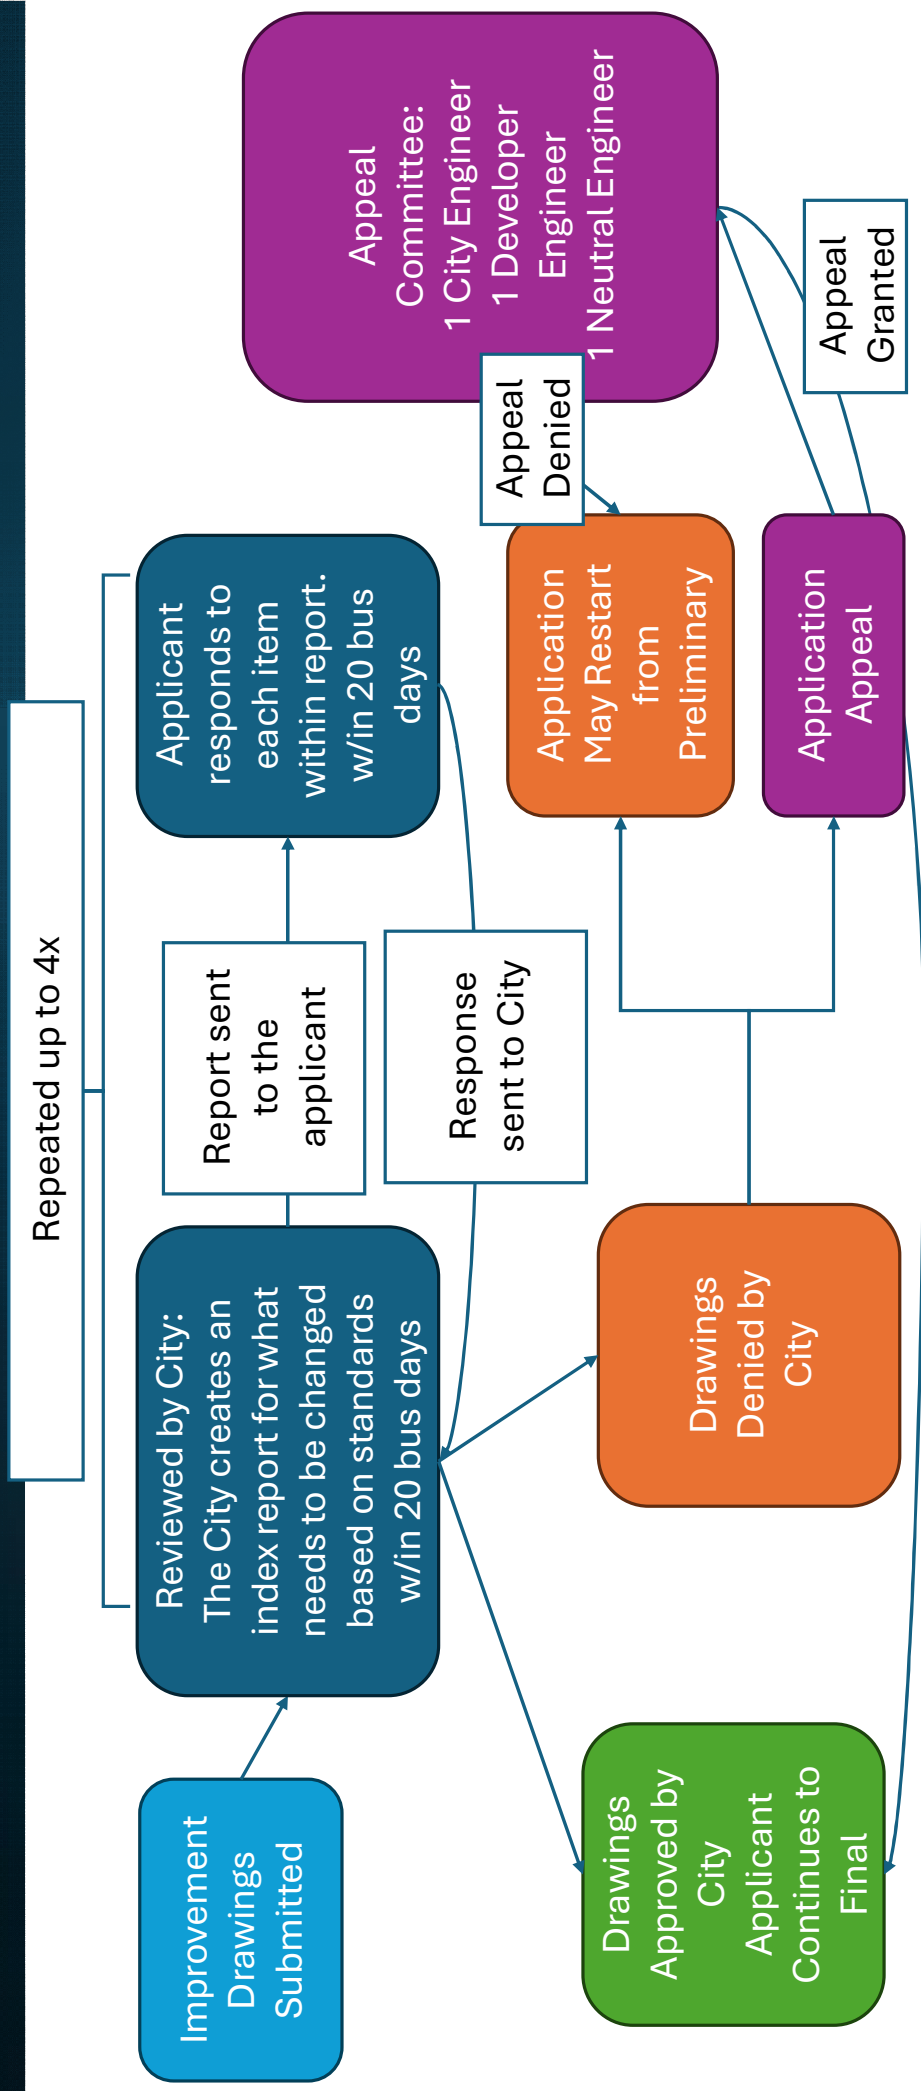 Repeated up to 4x
Improvement
Drawings
Submitted
Reviewed by City:
The City creates an
index report for what
needs to be changed
based on standards
w/in 20 bus days
Report sent
to the
applicant
Applicant
responds to
each item
within report.
w/in 20 bus
days
Response
sent to City
Drawings
Approved by
City
Applicant
Continues to
Final
Drawings
Denied by
City
Application
May Restart
from
Preliminary
Application
Appeal
Appeal
Denied
Appeal
Committee:
1 City Engineer
1 Developer
Engineer
1 Neutral Engineer
Appeal
Granted